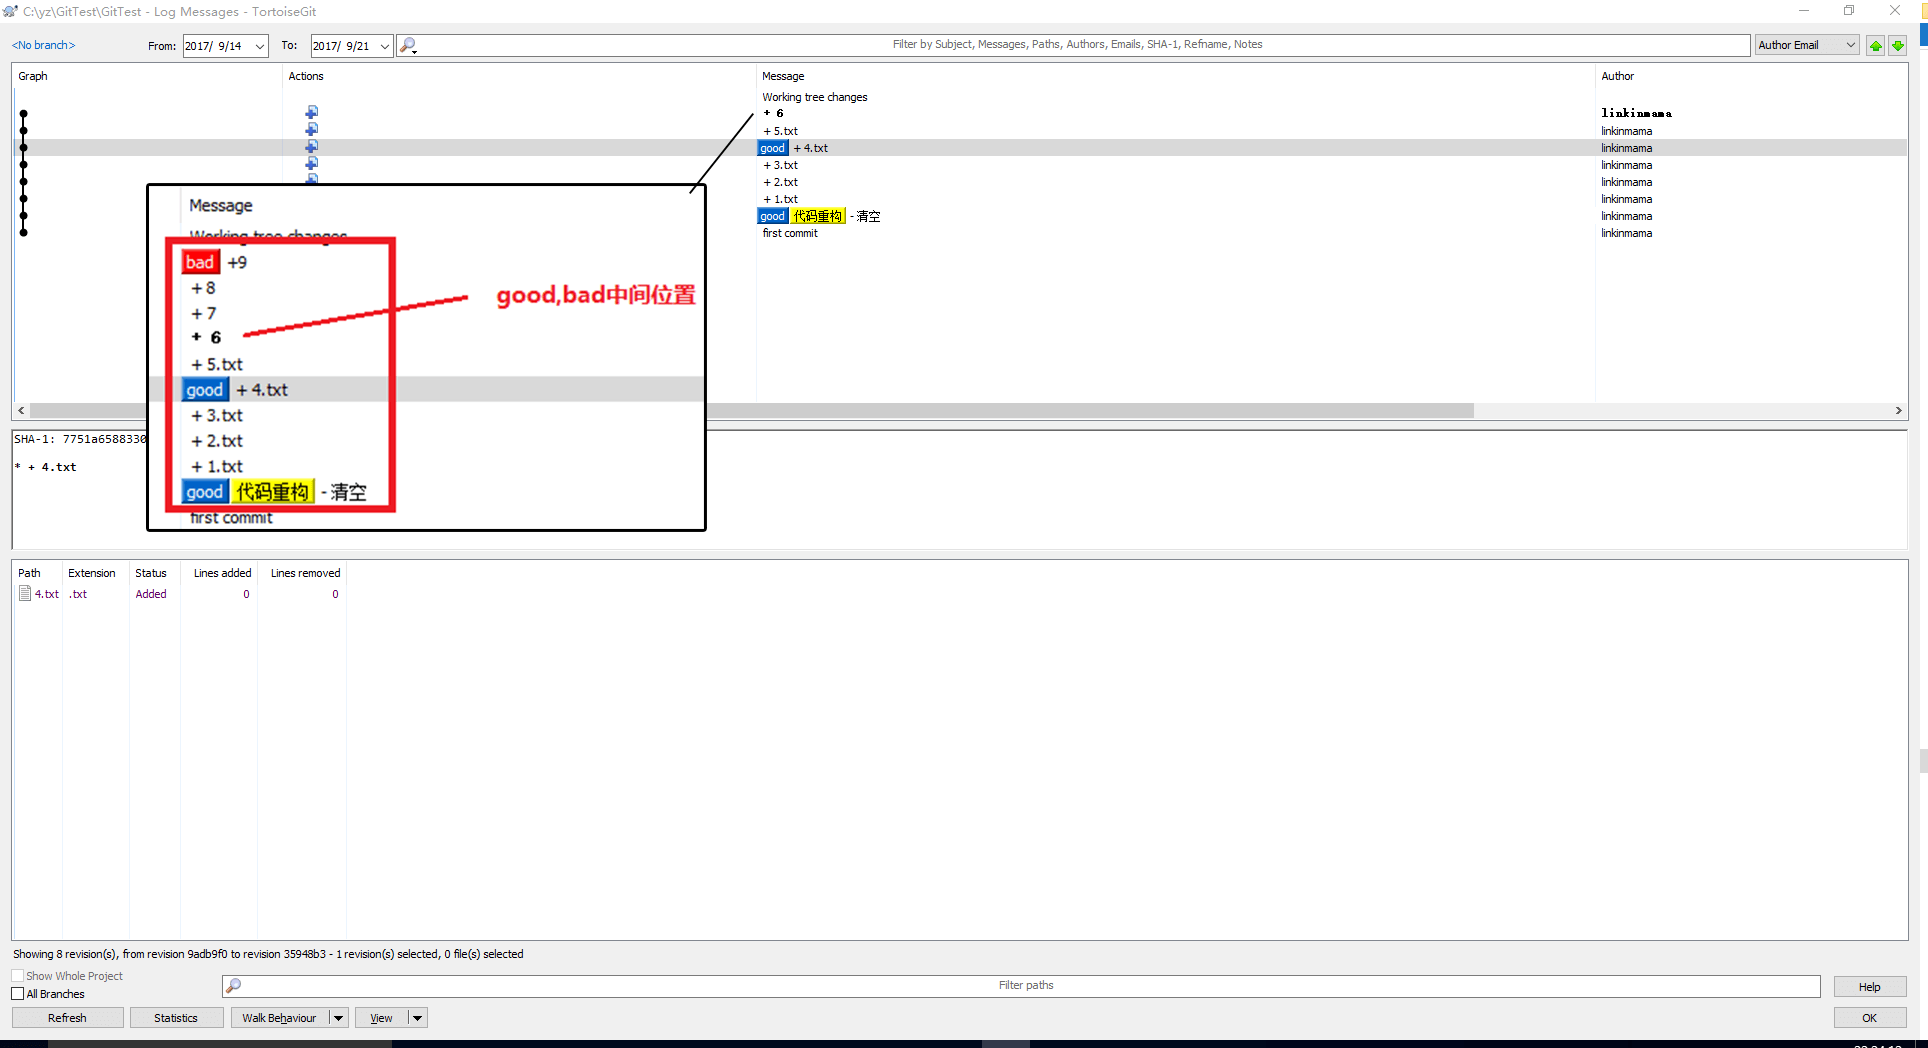 C:\yz\GitTest\GitTest - Log Messages - TortoiseGit
<No branch> From: 2017/ 9/14 To: 2017/ 9/21 Filter by Subject, Messages, Paths, Authors, Emails, SHA-1, Refname, Notes Author Email
Graph Actions Message Author
Working tree changes
+ 6 linkinmama
+ 5.txt linkinmama
good + 4.txt linkinmama
+ 3.txt linkinmama
+ 2.txt linkinmama
+ 1.txt linkinmama
good 代码重构 - 清空 linkinmama
first commit linkinmama
Message
Working tree changes
bad +9
+ 8
+ 7
+ 6
+ 5.txt
good + 4.txt
+ 3.txt
+ 2.txt
+ 1.txt
good 代码重构 - 清空
first commit
good,bad中间位置
SHA-1: 7751a6588330
* + 4.txt
Path Extension Status Lines added Lines removed
4.txt .txt Added 0 0
Showing 8 revision(s), from revision 9adb9f0 to revision 35948b3 - 1 revision(s) selected, 0 file(s) selected
Show Whole Project
All Branches
Filter paths
Help
Refresh Statistics Walk Behaviour View OK